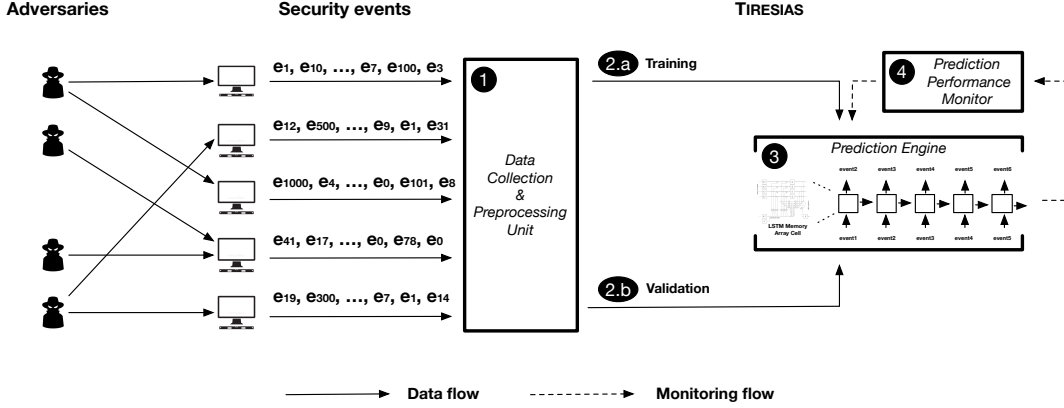 Adversaries
Security events
TIRESIAS
e1, e10, …, e7, e100, e3
e12, e500, …, e9, e1, e31
e1000, e4, …, e0, e101, e8
e41, e17, …, e0, e78, e0
e19, e300, …, e7, e1, e14
1
Data
Collection
&
Preprocessing
Unit
2.a Training
2.b Validation
4
Prediction
Performance
Monitor
3
Prediction Engine
event2 event3 event4 event5 event6
LSTM Memory
Array Cell
event1 event2 event3 event4 event5
Data flow
Monitoring flow